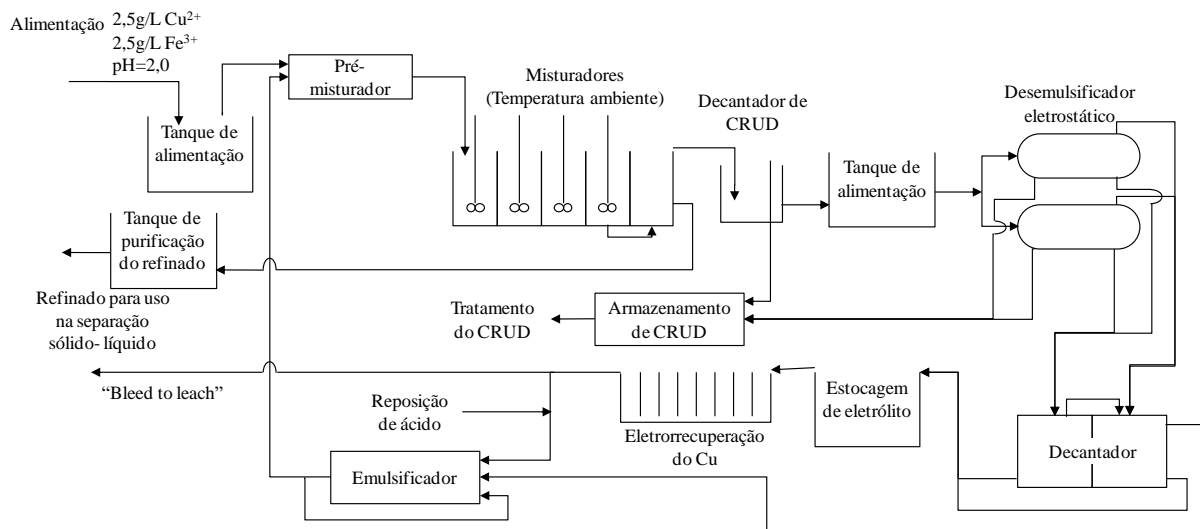 Alimentação
2,5g/L Cu²⁺
2,5g/L Fe³⁺
pH=2,0
Tanque de
alimentação
Pré-
misturador
Misturadores
(Temperatura ambiente)
Decantador de
CRUD
Tanque de
alimentação
Desemulsificador
eletrostático
Tanque de
purificação
do refinado
Refinado para uso
na separação
sólido- líquido
Tratamento
do CRUD
Armazenamento
de CRUD
“Bleed to leach”
Reposição
de ácido
Emulsificador
Eletrorrecuperação
do Cu
Estocagem
de eletrólito
Decantador